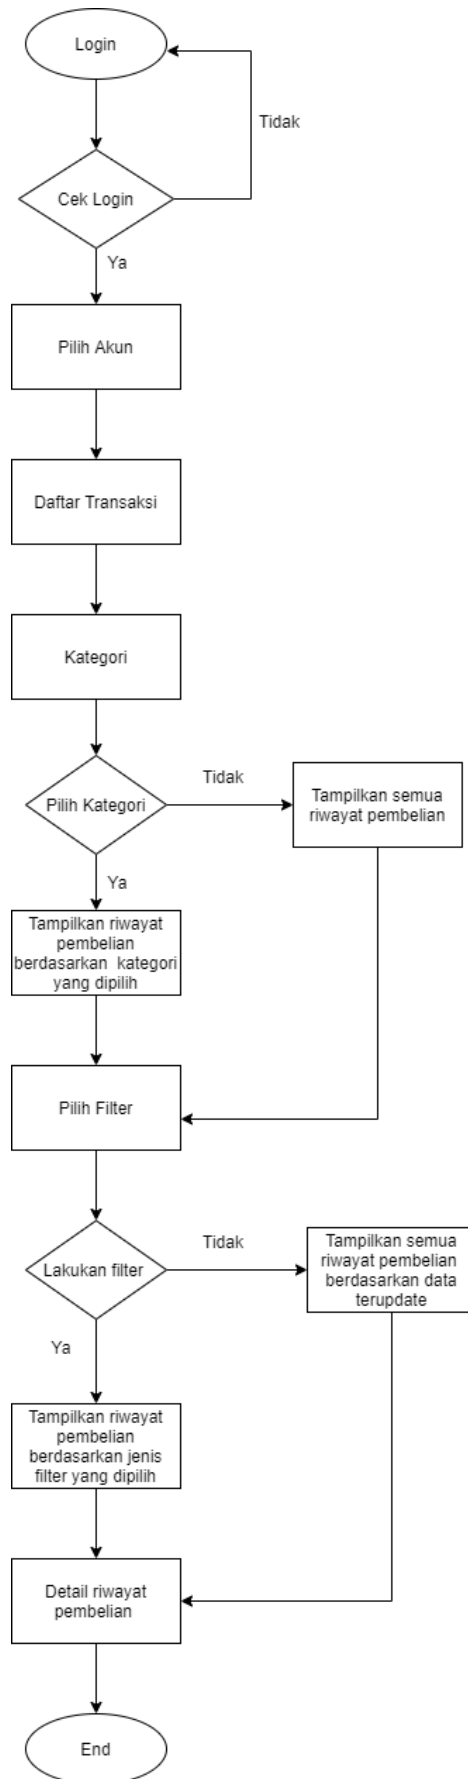 Login
Tidak
Cek Login
Ya
Pilih Akun
Daftar Transaksi
Kategori
Pilih Kategori
Tidak
Tampilkan semua
riwayat pembelian
Ya
Tampilkan riwayat
pembelian
berdasarkan kategori
yang dipilih
Pilih Filter
Lakukan filter
Tidak
Tampilkan semua
riwayat pembelian
berdasarkan data
terupdate
Ya
Tampilkan riwayat
pembelian
berdasarkan jenis
filter yang dipilih
Detail riwayat
pembelian
End